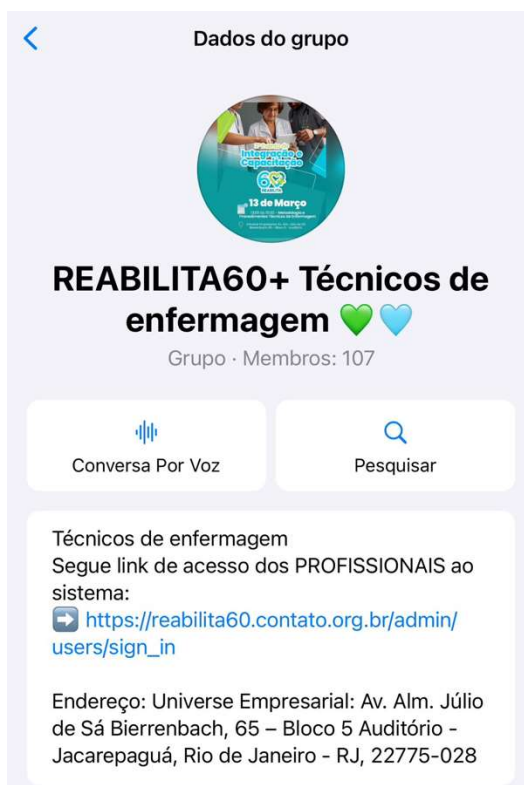 Dados do grupo
Integração e
Capacitação
60
REABILITA
13 de Março
REABILITA60+ Técnicos de
enfermagem 💚🩵
Grupo · Membros: 107
Conversa Por Voz
Pesquisar
Técnicos de enfermagem
Segue link de acesso dos PROFISSIONAIS ao
sistema:
➡️ https://reabilita60.contato.org.br/admin/
users/sign_in
Endereço: Universe Empresarial: Av. Alm. Júlio
de Sá Bierrenbach, 65 – Bloco 5 Auditório -
Jacarepaguá, Rio de Janeiro - RJ, 22775-028